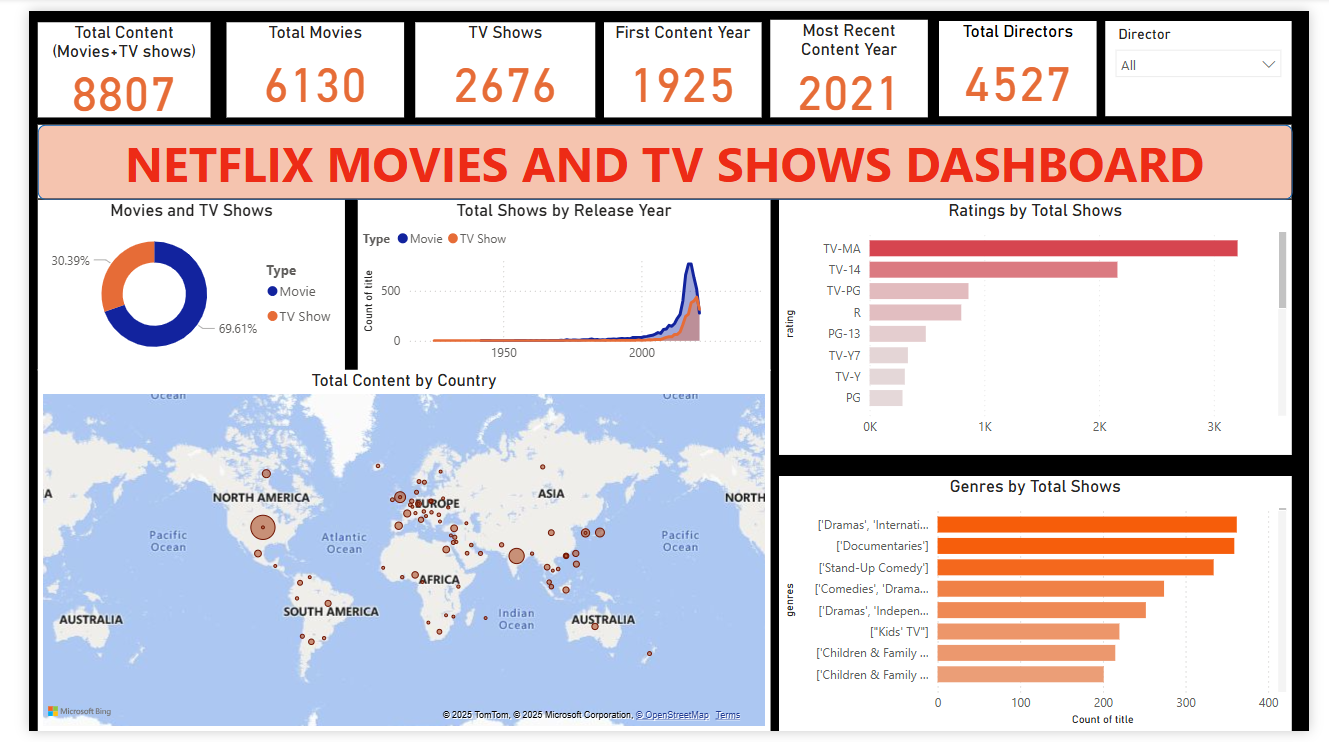 Total Content
(Movies+TV shows)
8807
Total Movies
6130
TV Shows
2676
First Content Year
1925
Most Recent
Content Year
2021
Total Directors
4527
Director
All
NETFLIX MOVIES AND TV SHOWS DASHBOARD
Movies and TV Shows
30.39%
69.61%
Type
Movie
TV Show
Total Shows by Release Year
Type Movie TV Show
Count of title
500
0
1950 2000
Ratings by Total Shows
rating
TV-MA
TV-14
TV-PG
R
PG-13
TV-Y7
TV-Y
PG
0K 1K 2K 3K
Total Content by Country
Ocean Ocean
NORTH AMERICA
EUROPE
ASIA
NORTH
A
Pacific
Ocean
Atlantic
Ocean
Pacific
Ocean
AFRICA
SOUTH AMERICA
Indian
Ocean
AUSTRALIA
AUSTRALIA
Microsoft Bing
© 2025 TomTom, © 2025 Microsoft Corporation, © OpenStreetMap Terms
Genres by Total Shows
genres
['Dramas', 'Internati...
['Documentaries']
['Stand-Up Comedy']
['Comedies', 'Drama...
['Dramas', 'Indepen...
["Kids' TV"]
['Children & Family ...
['Children & Family ...
0 100 200 300 400
Count of title